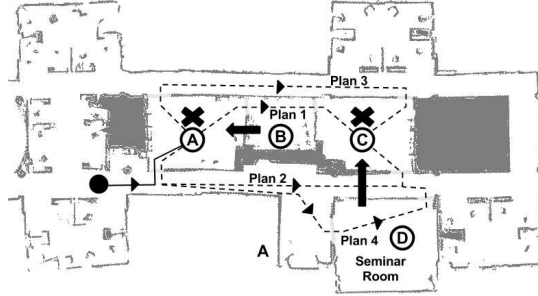 Plan 3
Plan 1
A
B
C
Plan 2
Plan 4
D
A
Seminar
Room